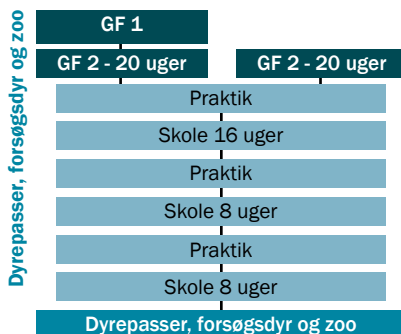 Dyrepasser, forsøgsdyr og zoo
GF 1
GF 2 - 20 uger
GF 2 - 20 uger
Praktik
Skole 16 uger
Praktik
Skole 8 uger
Praktik
Skole 8 uger
Dyrepasser, forsøgsdyr og zoo